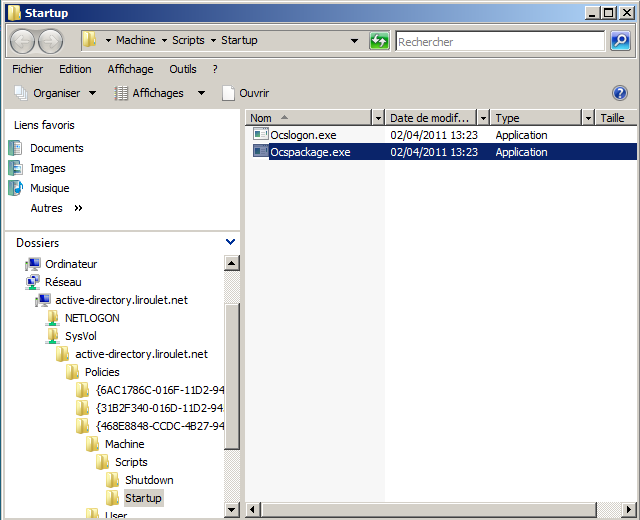 Startup
Machine Scripts Startup Rechercher
Fichier Edition Affichage Outils ?
Organiser Affichages Ouvrir ?
Liens favoris
Documents
Images
Musique
Autres »
Dossiers
Ordinateur
Réseau
active-directory.liroulet.net
NETLOGON
SysVol
active-directory.liroulet.net
Policies
{6AC1786C-016F-11D2-94
{31B2F340-016D-11D2-94
{468E8848-CCDC-4B27-94
Machine
Scripts
Shutdown
Startup
User
Nom Date de modif... Type Taille
Ocslogon.exe 02/04/2011 13:23 Application
Ocspackage.exe 02/04/2011 13:23 Application